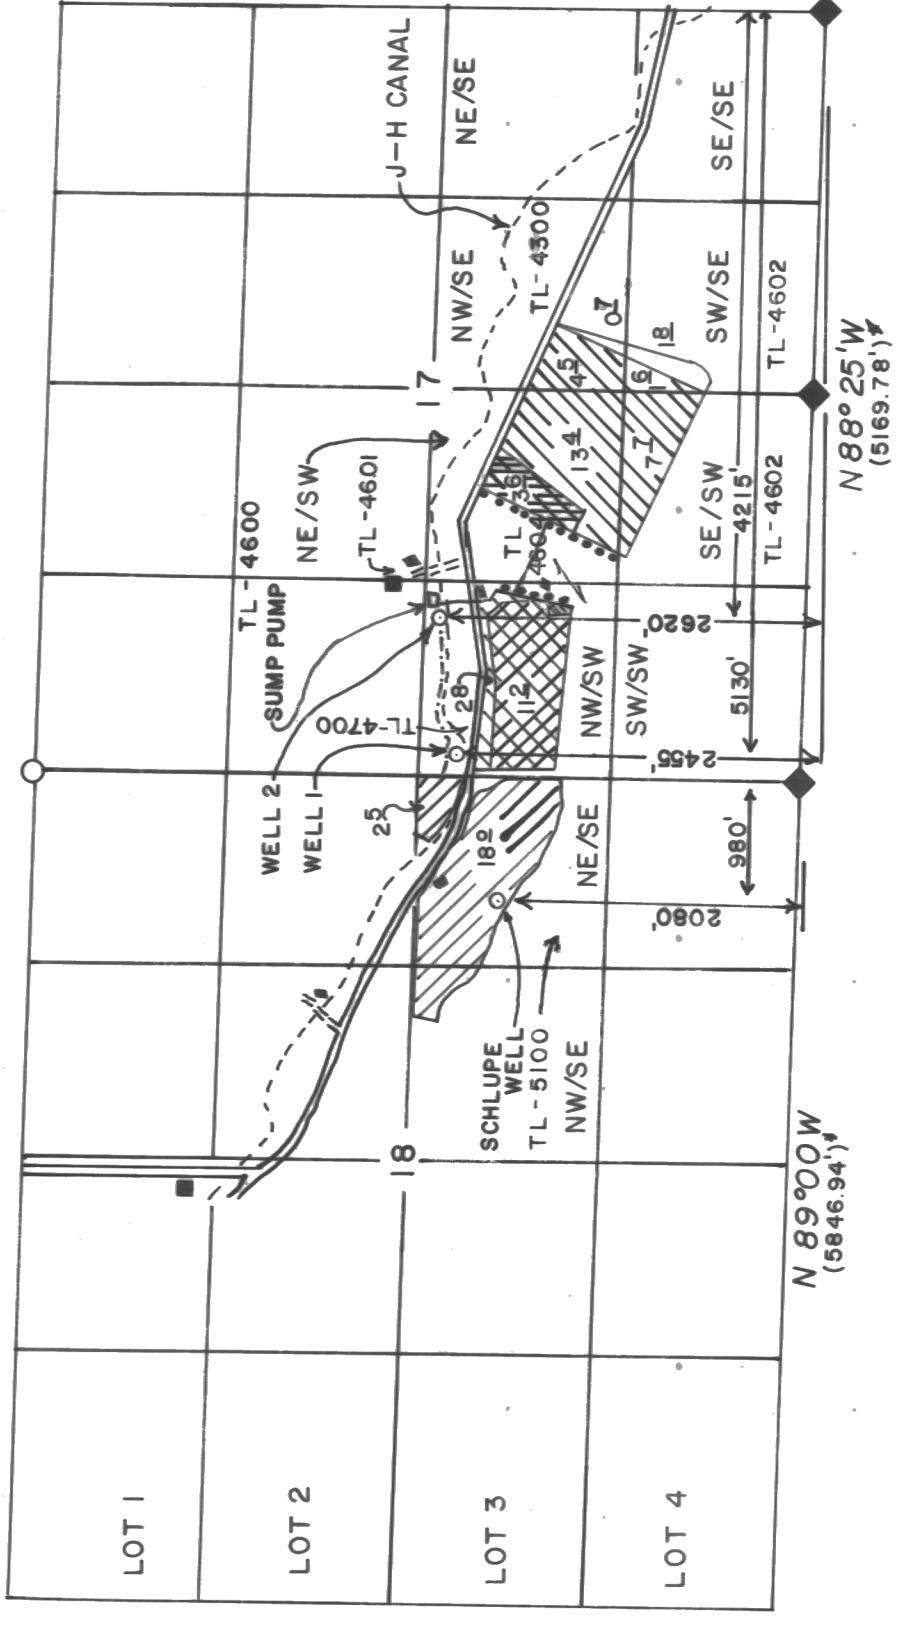 LOT 1
LOT 2
LOT 3
LOT 4
18
17
TL-4600
SUMP PUMP
WELL 2
WELL 1
TL-4700
25
28
NE/SW
TL-4601
J-H CANAL
NW/SE
NE/SE
TL-4300
TL
4604
NW/SW
SW/SW
SE/SW
SW/SE
SE/SE
TL-4602
TL-4602
4215'
5130'
2620'
2455'
980'
2080'
SCHLUPE
WELL
TL-5100
NW/SE
NE/SE
N 89°00'W
(5846.94')
N 88°25'W
(5169.78')